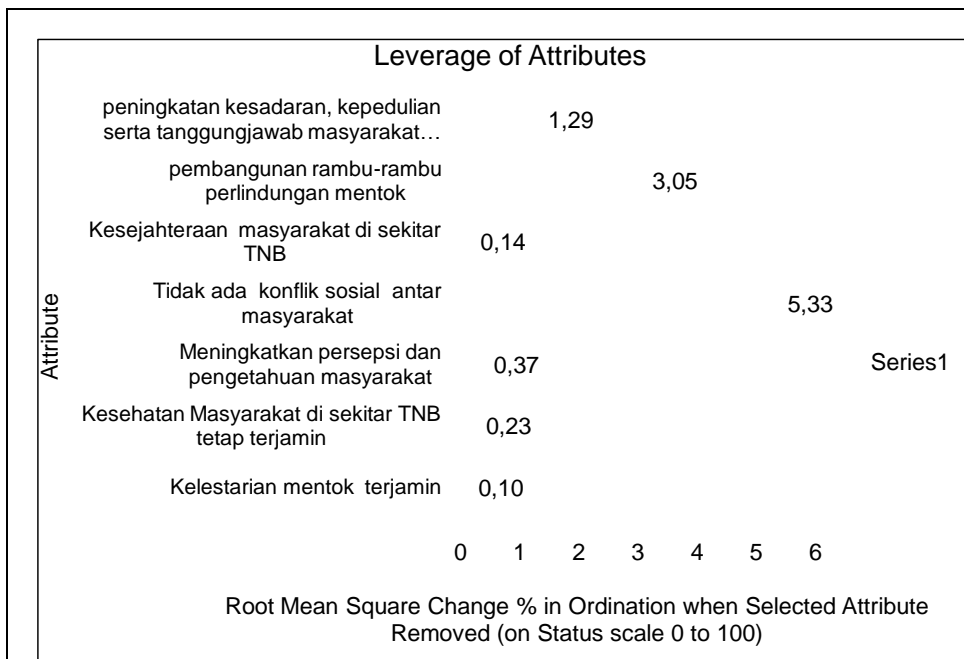 Leverage of Attributes
peningkatan kesadaran, kepedulian
serta tanggungjawab masyarakat…
1,29
pembangunan rambu-rambu
perlindungan mentok
3,05
Kesejahteraan masyarakat di sekitar
TNB
0,14
Tidak ada konflik sosial antar
masyarakat
5,33
Meningkatkan persepsi dan
pengetahuan masyarakat
0,37
Kesehatan Masyarakat di sekitar TNB
tetap terjamin
0,23
Kelestarian mentok terjamin
0,10
Attribute
Series1
0 1 2 3 4 5 6
Root Mean Square Change % in Ordination when Selected Attribute
Removed (on Status scale 0 to 100)